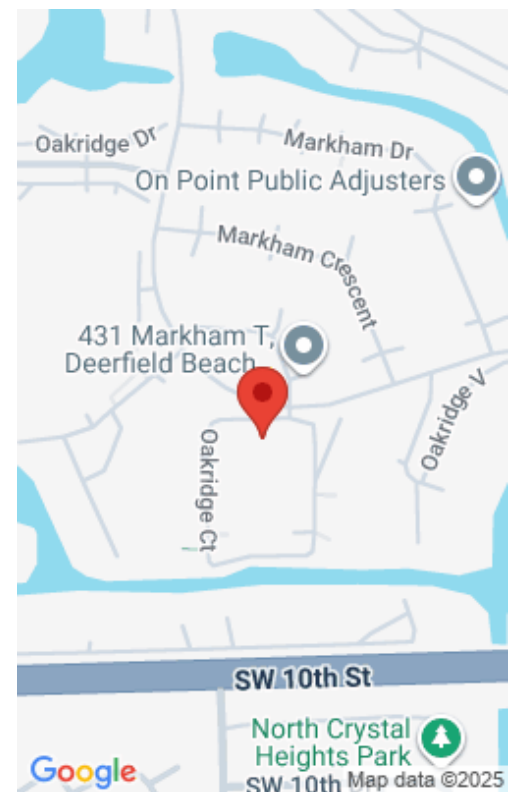 Oakridge Dr
Markham Dr
On Point Public Adjusters
Markham Crescent
431 Markham T,
Deerfield Beach
Oakridge V
Oakridge Ct
SW 10th St
North Crystal
Heights Park
Google
SW 10th
Map data ©2025